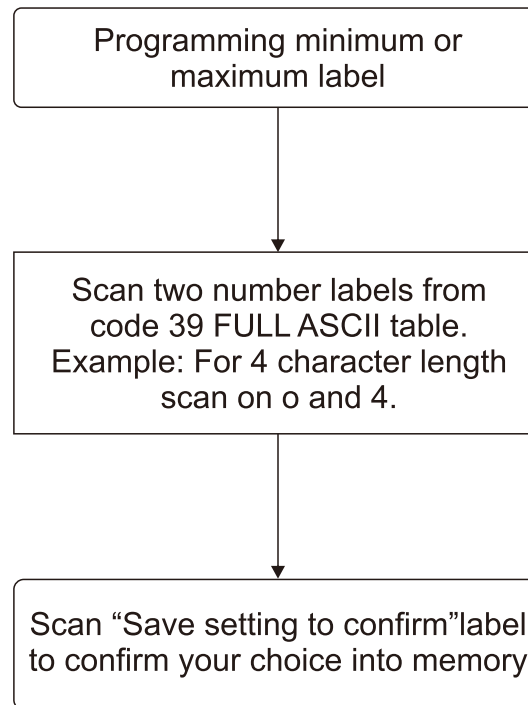 Programming minimum or
maximum label
Scan two number labels from
code 39 FULL ASCII table.
Example: For 4 character length
scan on o and 4.
Scan “Save setting to confirm”label
to confirm your choice into memory